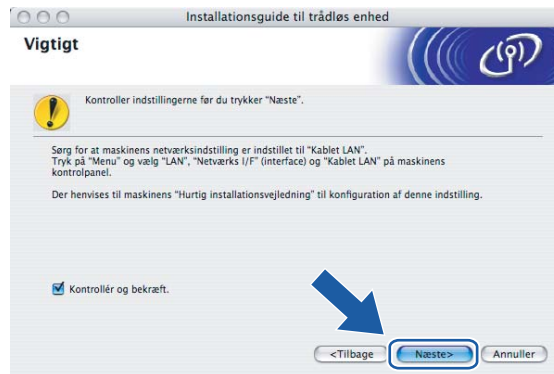 Installationsguide til trådløs enhed
Vigtigt
Kontroller indstillingerne før du trykker "Næste".
Sørg for at maskinens netværksindstilling er indstillet til "Kablet LAN".
Tryk på "Menu" og vælg "LAN", "Netværks I/F" (interface) og "Kablet LAN" på maskinens
kontrolpanel.
Der henvises til maskinens "Hurtig installationsvejledning" til konfiguration af denne indstilling.
Kontrollér og bekræft.
<Tilbage Næste> Annuller